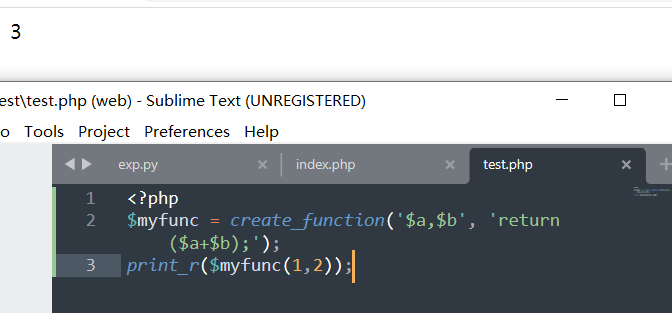 3
est\test.php (web) - Sublime Text (UNREGISTERED)
o Tools Project Preferences Help
exp.py index.php test.php
1 <?php
2 $myfunc = create_function('$a,$b', 'return
($a+$b);');
3 print_r($myfunc(1,2));